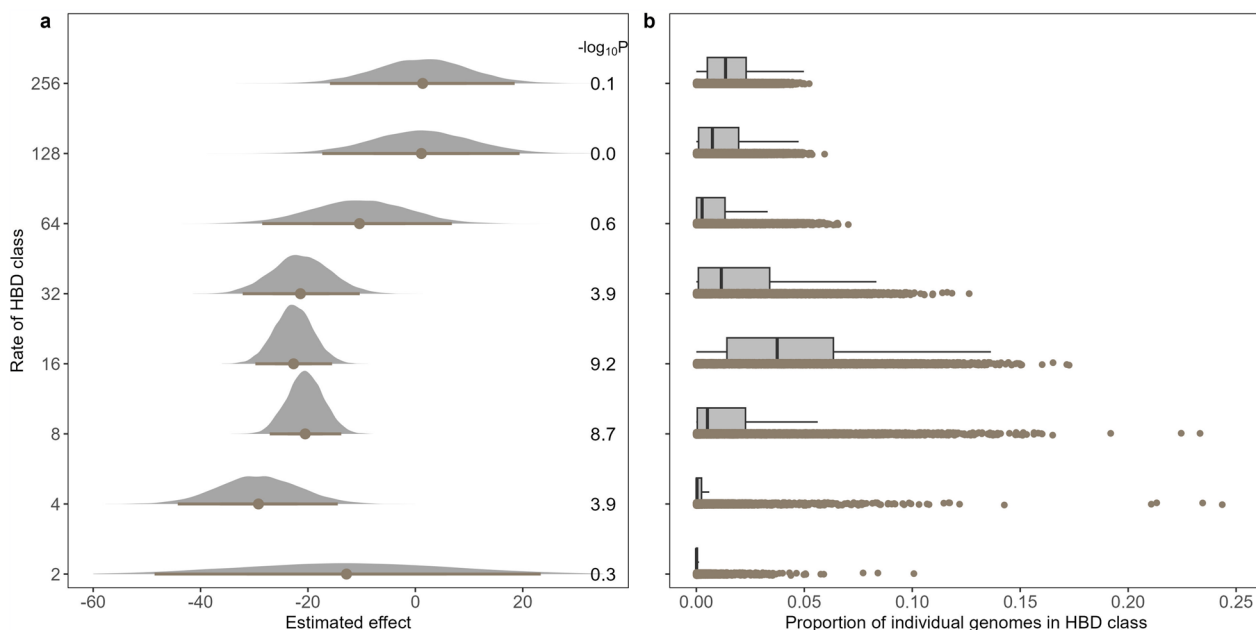 a
-log10P
256
0.1
128
0.0
64
0.6
32
3.9
16
9.2
8
8.7
4
3.9
2
0.3
-60 -40 -20 0 20
Estimated effect
Rate of HBD class
b
0.00 0.05 0.10 0.15 0.20 0.25
Proportion of individual genomes in HBD class